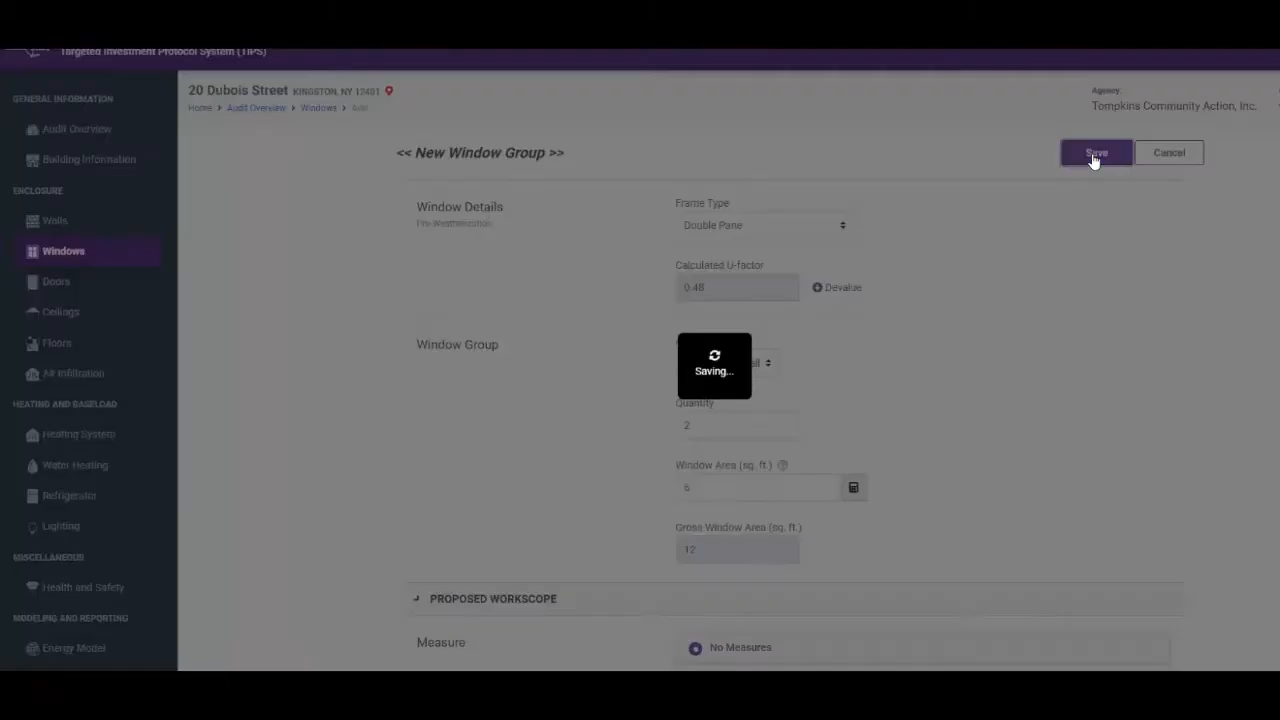 Targeted Investment Protocol System (TIPS)
20 Dubois Street KINGSTON, NY 12401
Home > Audit Overview > Windows > Add
Agency:
Tompkins Community Action, Inc.
GENERAL INFORMATION
Audit Overview
Building Information
ENCLOSURE
Walls
Windows
Doors
Ceilings
Floors
Air Infiltration
HEATING AND BASELOAD
Heating System
Water Heating
Refrigerator
Lighting
MISCELLANEOUS
Health and Safety
MODELING AND REPORTING
Energy Model
<< New Window Group >>
Save
Cancel
Window Details
Pre-Weatherization
Frame Type
Double Pane
Calculated U-factor
0.48
Devalue
Window Group
Saving...
Quantity
2
Window Area (sq. ft.)
6
Gross Window Area (sq. ft.)
12
PROPOSED WORKSCOPE
Measure
No Measures